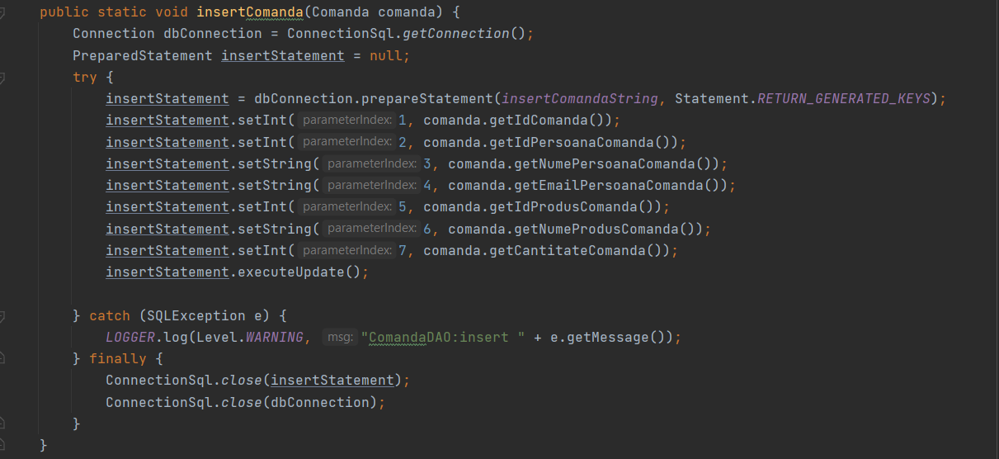 public static void insertComanda(Comanda comanda) {
    Connection dbConnection = ConnectionSql.getConnection();
    PreparedStatement insertStatement = null;
    try {
        insertStatement = dbConnection.prepareStatement(insertComandaString, Statement.RETURN_GENERATED_KEYS);
        insertStatement.setInt( parameterIndex: 1, comanda.getIdComanda());
        insertStatement.setInt( parameterIndex: 2, comanda.getIdPersoanaComanda());
        insertStatement.setString( parameterIndex: 3, comanda.getNumePersoanaComanda());
        insertStatement.setString( parameterIndex: 4, comanda.getEmailPersoanaComanda());
        insertStatement.setInt( parameterIndex: 5, comanda.getIdProdusComanda());
        insertStatement.setString( parameterIndex: 6, comanda.getNumeProdusComanda());
        insertStatement.setInt( parameterIndex: 7, comanda.getCantitateComanda());
        insertStatement.executeUpdate();
    } catch (SQLException e) {
        LOGGER.log(Level.WARNING, msg: "ComandaDAO:insert " + e.getMessage());
    } finally {
        ConnectionSql.close(insertStatement);
        ConnectionSql.close(dbConnection);
    }
}